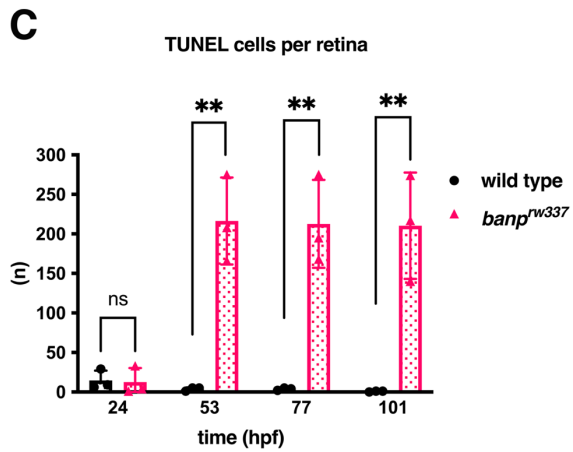 C
TUNEL cells per retina
** ** **
300
250
200
150
100
50
0
(n)
ns
24 53 77 101
time (hpf)
wild type
banp^rw337